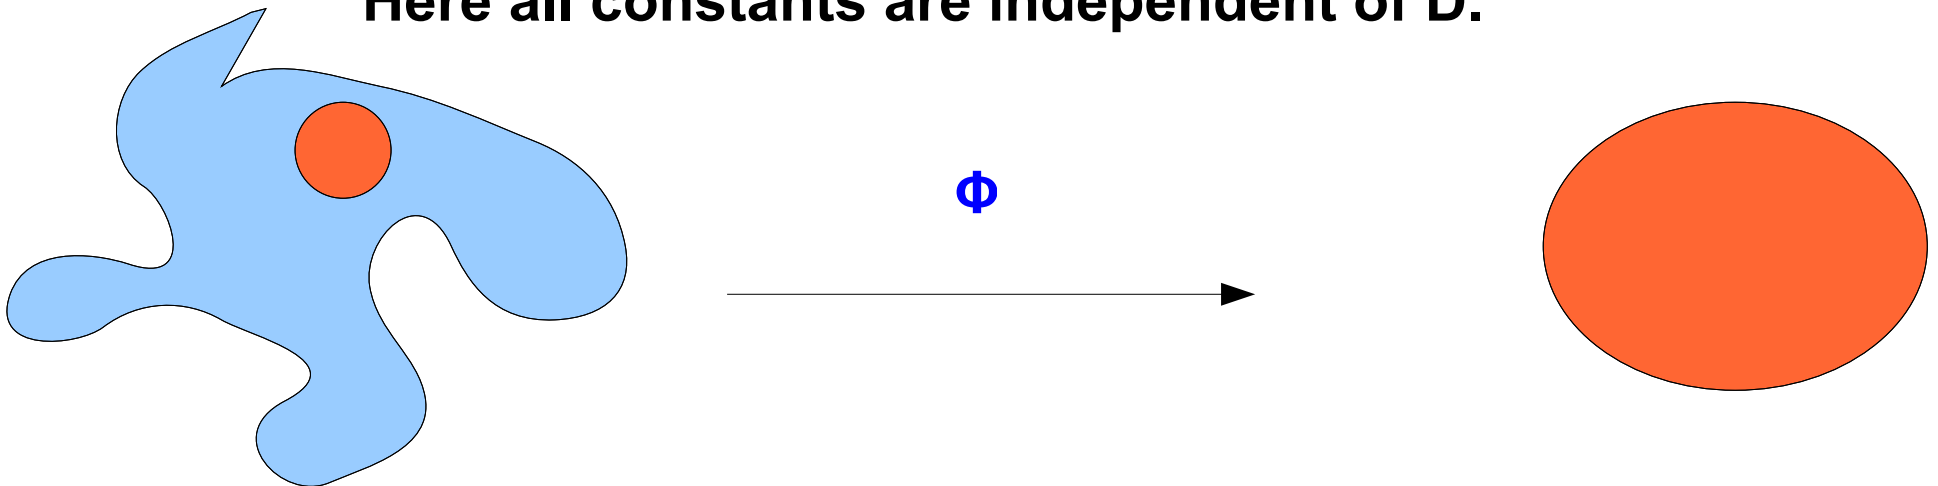 Here all constants are independent of D.
Φ